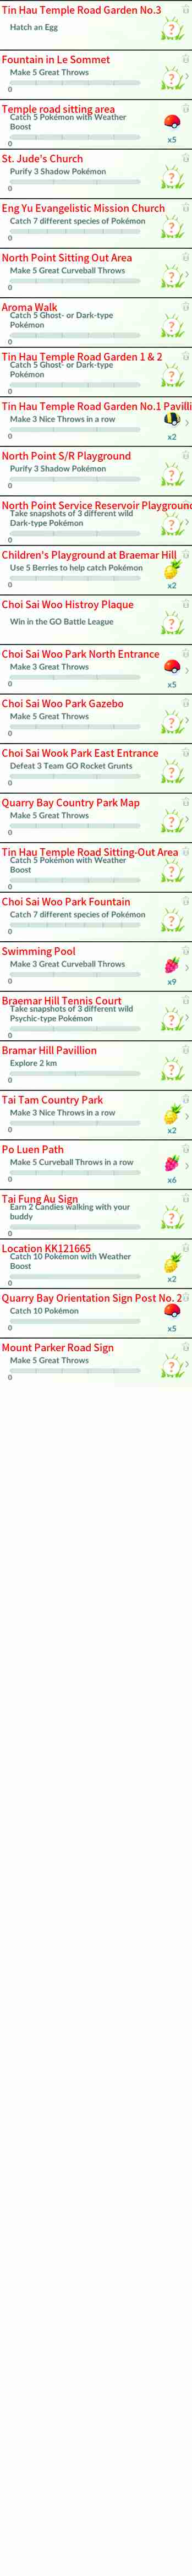 Tin Hau Temple Road Garden No.3
Hatch an Egg
Fountain in Le Sommet
Make 5 Great Throws
0
Temple road sitting area
Catch 5 Pokémon with Weather
Boost
0
x5
St. Jude's Church
Purify 3 Shadow Pokémon
0
Eng Yu Evangelistic Mission Church
Catch 7 different species of Pokémon
0
North Point Sitting Out Area
Make 5 Great Curveball Throws
0
Aroma Walk
Catch 5 Ghost- or Dark-type
Pokémon
0
Tin Hau Temple Road Garden 1 & 2
Catch 5 Ghost- or Dark-type
Pokémon
0
Tin Hau Temple Road Garden No.1 Pavilli
Make 3 Nice Throws in a row
0
x2
North Point S/R Playground
Purify 3 Shadow Pokémon
0
North Point Service Reservoir Playground
Take snapshots of 3 different wild
Dark-type Pokémon
0
Children's Playground at Braemar Hill
Use 5 Berries to help catch Pokémon
0
x2
Choi Sai Woo Histroy Plaque
Win in the GO Battle League
Choi Sai Woo Park North Entrance
Make 3 Great Throws
0
x5
Choi Sai Woo Park Gazebo
Make 5 Great Throws
0
Choi Sai Wook Park East Entrance
Defeat 3 Team GO Rocket Grunts
0
Quarry Bay Country Park Map
Make 5 Great Throws
0
Tin Hau Temple Road Sitting-Out Area
Catch 5 Pokémon with Weather
Boost
0
Choi Sai Woo Park Fountain
Catch 7 different species of Pokémon
0
Swimming Pool
Make 3 Great Curveball Throws
0
x9
Braemar Hill Tennis Court
Take snapshots of 3 different wild
Psychic-type Pokémon
0
Bramar Hill Pavillion
Explore 2 km
0
Tai Tam Country Park
Make 3 Nice Throws in a row
0
x2
Po Luen Path
Make 5 Curveball Throws in a row
0
x6
Tai Fung Au Sign
Earn 2 Candies walking with your
buddy
0
Location KK121665
Catch 10 Pokémon with Weather
Boost
0
x2
Quarry Bay Orientation Sign Post No. 2
Catch 10 Pokémon
0
x5
Mount Parker Road Sign
Make 5 Great Throws
0